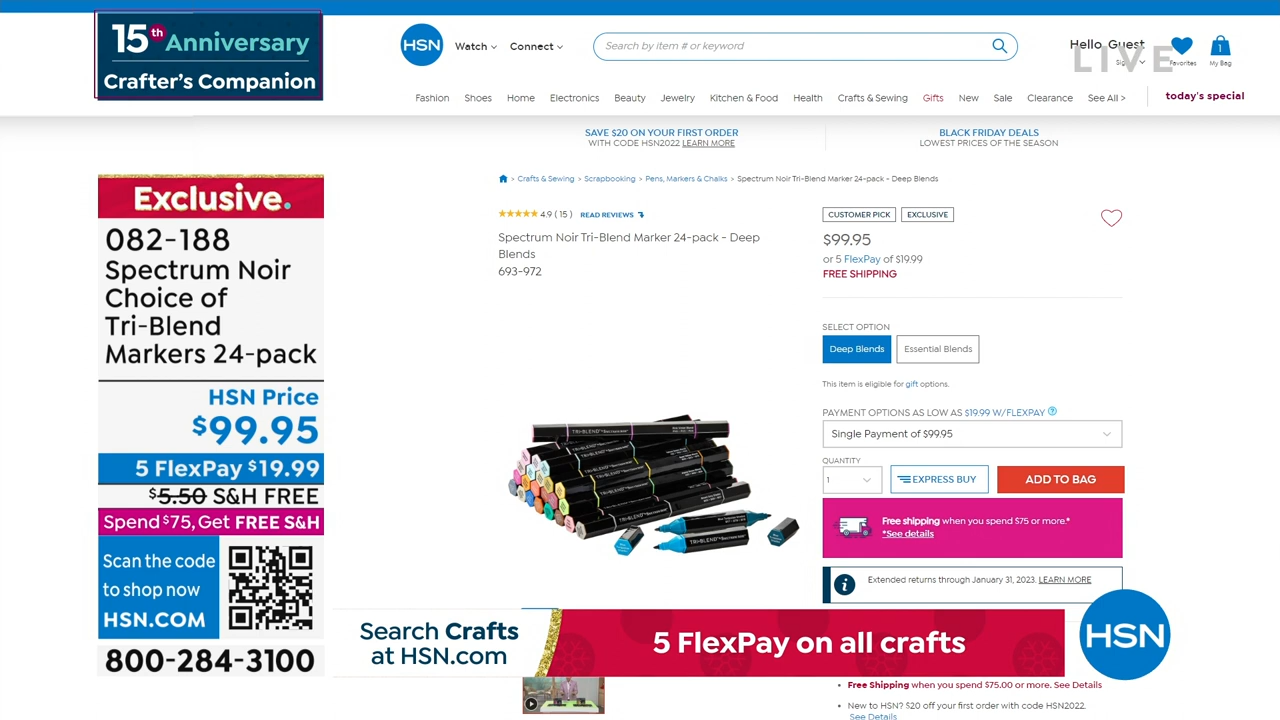 15th Anniversary
Crafter's Companion
HSN
Watch
Connect
Search by item # or keyword
Hello, Guest
LIVE
Favorites
1
My Bag
Fashion
Shoes
Home
Electronics
Beauty
Jewelry
Kitchen & Food
Health
Crafts & Sewing
Gifts
New
Sale
Clearance
See All >
today's special
SAVE $20 ON YOUR FIRST ORDER
WITH CODE HSN2022 LEARN MORE
BLACK FRIDAY DEALS
LOWEST PRICES OF THE SEASON
> Crafts & Sewing > Scrapbooking > Pens, Markers & Chalks > Spectrum Noir Tri-Blend Marker 24-pack - Deep Blends
Exclusive.
082-188
Spectrum Noir
Choice of
Tri-Blend
Markers 24-pack
HSN Price
$99.95
5 FlexPay $19.99
$5.50 S&H FREE
Spend $75, Get FREE S&H
Scan the code
to shop now
HSN.COM
800-284-3100
4.9 ( 15 )
READ REVIEWS
Spectrum Noir Tri-Blend Marker 24-pack - Deep
Blends
693-972
TRI-BLEND
TRI-BLEND
CUSTOMER PICK
EXCLUSIVE
$99.95
or 5 FlexPay of $19.99
FREE SHIPPING
SELECT OPTION
Deep Blends
Essential Blends
This item is eligible for gift options.
PAYMENT OPTIONS AS LOW AS $19.99 W/FLEXPAY ?
Single Payment of $99.95
QUANTITY
1
EXPRESS BUY
ADD TO BAG
Free shipping when you spend $75 or more.*
*See details
i
Extended returns through January 31, 2023. LEARN MORE
Search Crafts
at HSN.com
5 FlexPay on all crafts
HSN
• Free Shipping when you spend $75.00 or more. See Details
• New to HSN? $20 off your first order with code HSN2022.
See Details